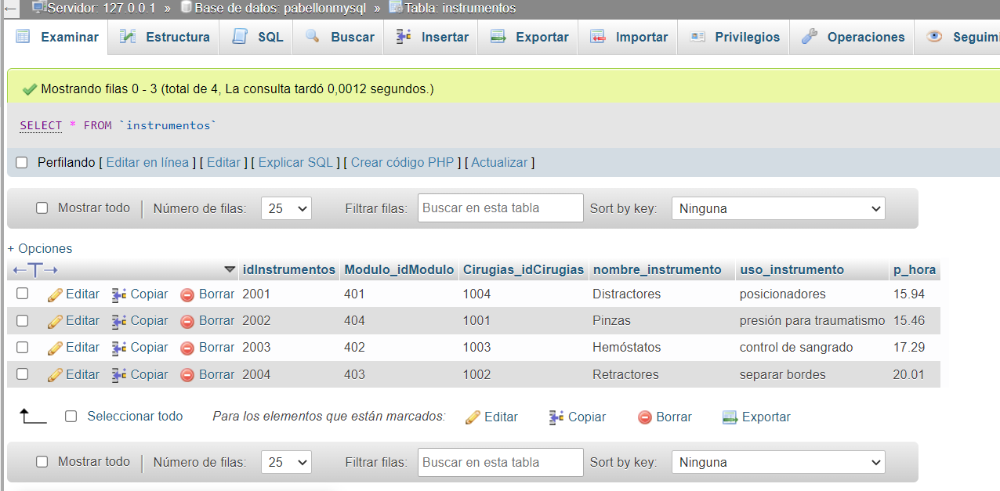 Servidor: 127.0.0.1 » Base de datos: pabellonmysql » Tabla: instrumentos
Examinar Estructura SQL Buscar Insertar Exportar Importar Privilegios Operaciones Seguimi
Mostrando filas 0 - 3 (total de 4, La consulta tardó 0,0012 segundos.)
SELECT * FROM `instrumentos`
Perfilando [ Editar en línea ] [ Editar ] [ Explicar SQL ] [ Crear código PHP ] [ Actualizar ]
Mostrar todo Número de filas: 25 Filtrar filas: Buscar en esta tabla Sort by key: Ninguna
+ Opciones
←T→ idInstrumentos Modulo_idModulo Cirugias_idCirugias nombre_instrumento uso_instrumento p_hora
Editar Copiar Borrar 2001 401 1004 Distractores posicionadores 15.94
Editar Copiar Borrar 2002 404 1001 Pinzas presión para traumatismo 15.46
Editar Copiar Borrar 2003 402 1003 Hemóstatos control de sangrado 17.29
Editar Copiar Borrar 2004 403 1002 Retractores separar bordes 20.01
Seleccionar todo Para los elementos que están marcados: Editar Copiar Borrar Exportar
Mostrar todo Número de filas: 25 Filtrar filas: Buscar en esta tabla Sort by key: Ninguna